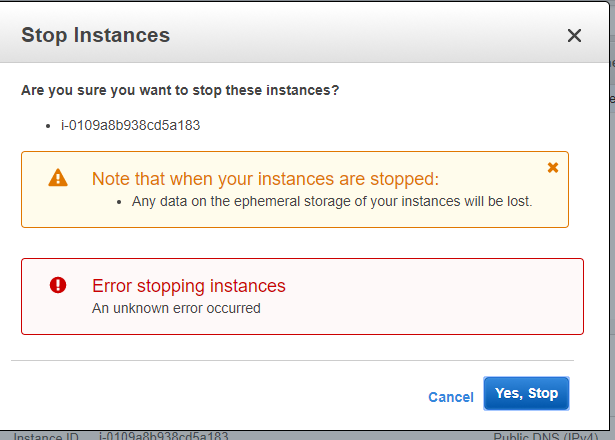 Stop Instances
Are you sure you want to stop these instances?
i-0109a8b938cd5a183
Note that when your instances are stopped:
Any data on the ephemeral storage of your instances will be lost.
Error stopping instances
An unknown error occurred
Cancel
Yes, Stop
Instance ID i-0109a8b938cd5a183 Public DNS (IPv4)